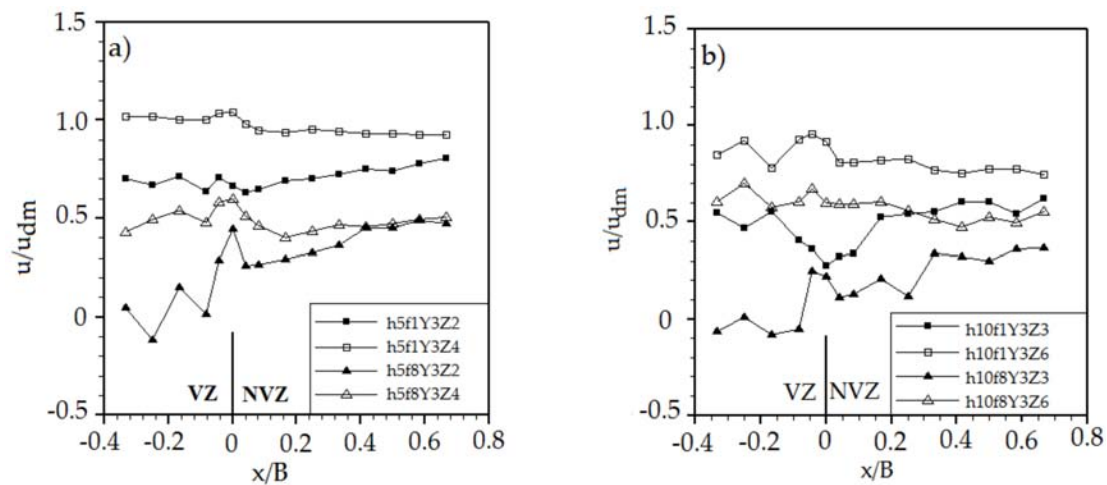 a)
1.5
1.0
0.5
0
-0.5
u/udm
VZ NVZ
h5f1Y3Z2
h5f1Y3Z4
h5f8Y3Z2
h5f8Y3Z4
-0.4 -0.2 0 0.2 0.4 0.6 0.8
x/B
b)
1.5
1.0
0.5
0
-0.5
u/udm
VZ NVZ
h10f1Y3Z3
h10f1Y3Z6
h10f8Y3Z3
h10f8Y3Z6
-0.4 -0.2 0 0.2 0.4 0.6 0.8
x/B